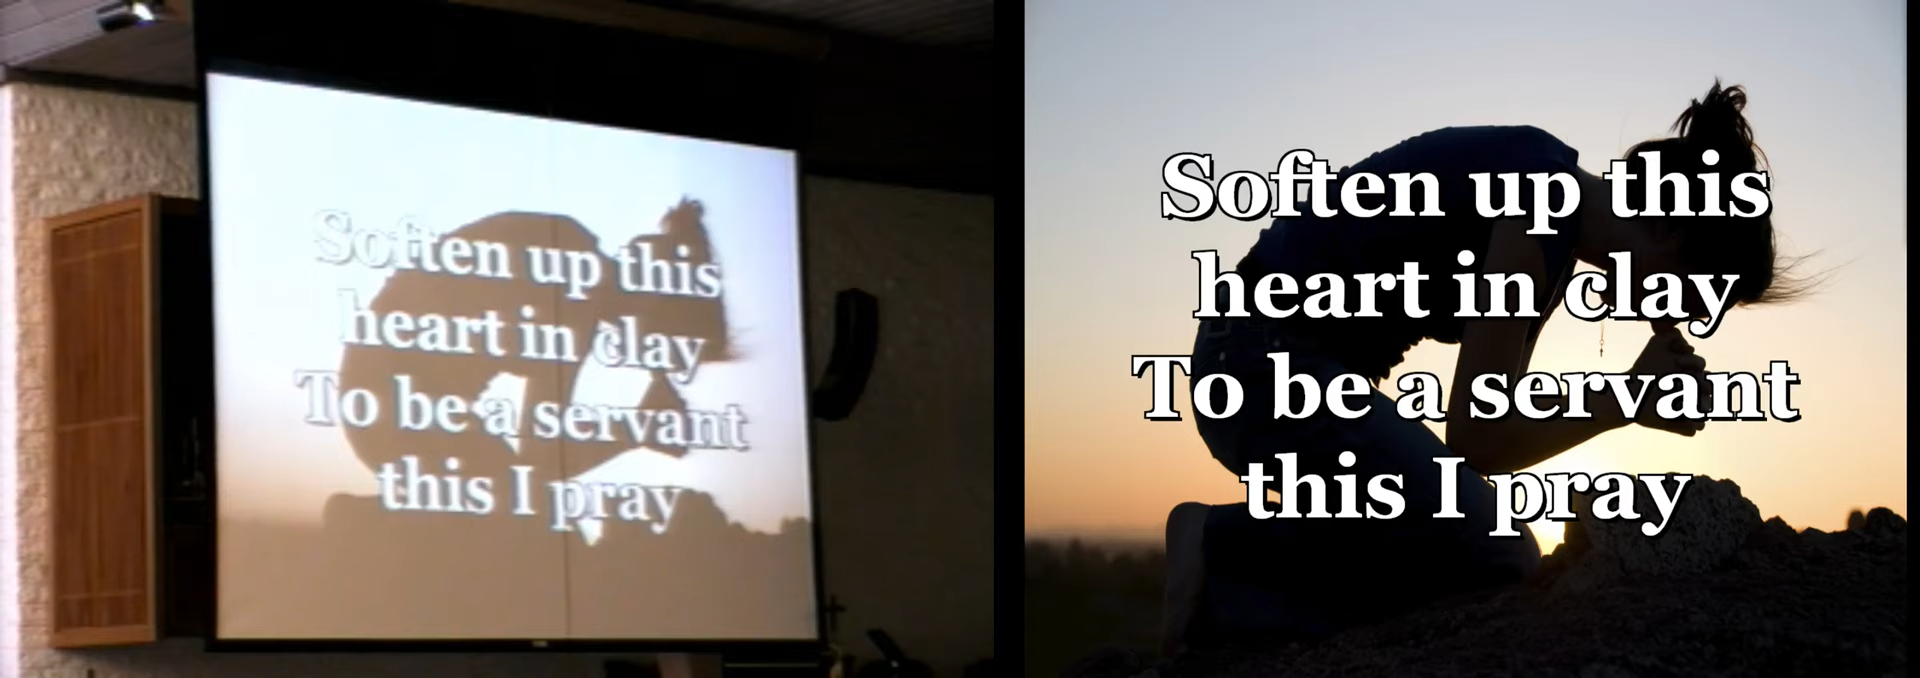 Soften up this
heart in clay
To be a servant
this I pray
Soften up this
heart in clay
To be a servant
this I pray